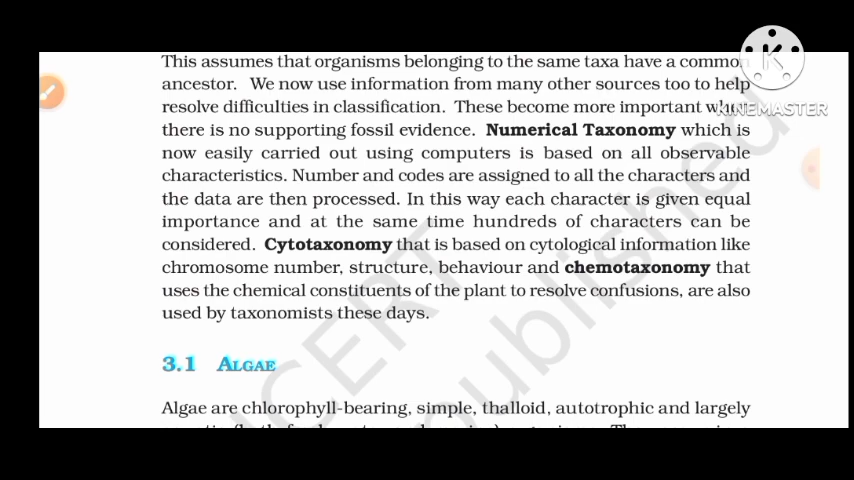 This assumes that organisms belonging to the same taxa have a common
ancestor. We now use information from many other sources too to help
resolve difficulties in classification. These become more important when
there is no supporting fossil evidence. Numerical Taxonomy which is
now easily carried out using computers is based on all observable
characteristics. Number and codes are assigned to all the characters and
the data are then processed. In this way each character is given equal
importance and at the same time hundreds of characters can be
considered. Cytotaxonomy that is based on cytological information like
chromosome number, structure, behaviour and chemotaxonomy that
uses the chemical constituents of the plant to resolve confusions, are also
used by taxonomists these days.
3.1 ALGAE
Algae are chlorophyll-bearing, simple, thalloid, autotrophic and largely
K
KINEMASTER
NCERT
published